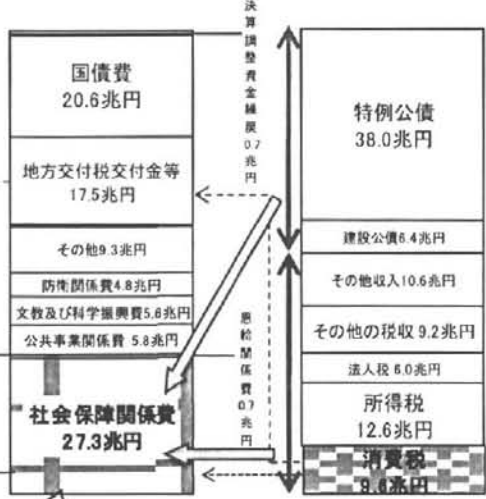 決算調整資金繰戻0.7兆円
国債費
20.6兆円
地方交付税交付金等
17.5兆円
その他9.3兆円
防衛関係費4.8兆円
文教及び科学振興費5.6兆円
公共事業関係費 5.8兆円
社会保障関係費
27.3兆円
恩給関係費0.7兆円
特例公債
38.0兆円
建設公債6.4兆円
その他収入10.6兆円
その他の税収 9.2兆円
法人税 6.0兆円
所得税
12.6兆円
消費税
9.6兆円